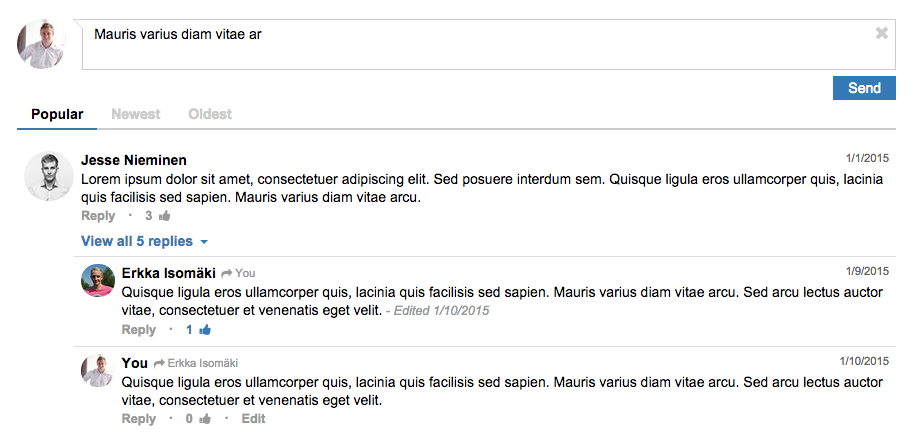 Mauris varius diam vitae ar
Send
Popular Newest Oldest
Jesse Nieminen 1/1/2015
Lorem ipsum dolor sit amet, consectetuer adipiscing elit. Sed posuere interdum sem. Quisque ligula eros ullamcorper quis, lacinia
quis facilisis sed sapien. Mauris varius diam vitae arcu.
Reply · 3
View all 5 replies
Erkka Isomäki You 1/9/2015
Quisque ligula eros ullamcorper quis, lacinia quis facilisis sed sapien. Mauris varius diam vitae arcu. Sed arcu lectus auctor
vitae, consectetuer et venenatis eget velit. - Edited 1/10/2015
Reply · 1
You Erkka Isomäki 1/10/2015
Quisque ligula eros ullamcorper quis, lacinia quis facilisis sed sapien. Mauris varius diam vitae arcu. Sed arcu lectus auctor
vitae, consectetuer et venenatis eget velit.
Reply · 0 · Edit